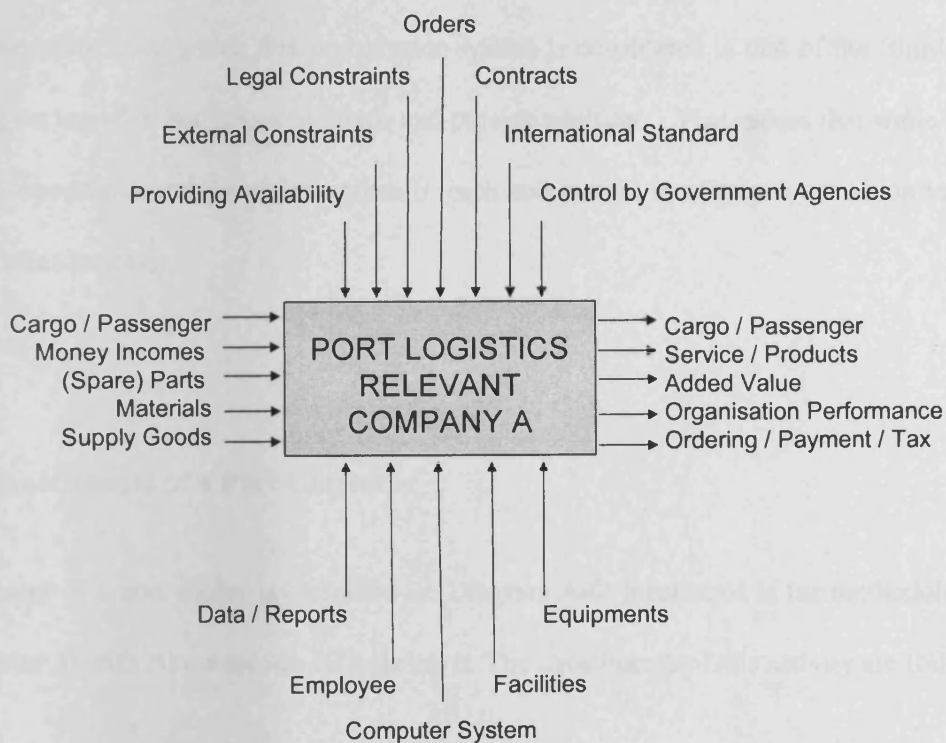 Orders
Legal Constraints
Contracts
External Constraints
International Standard
Providing Availability
Control by Government Agencies
Cargo / Passenger
Money Incomes
(Spare) Parts
Materials
Supply Goods
PORT LOGISTICS
RELEVANT
COMPANY A
Cargo / Passenger
Service / Products
Added Value
Organisation Performance
Ordering / Payment / Tax
Data / Reports
Equipments
Employee
Facilities
Computer System